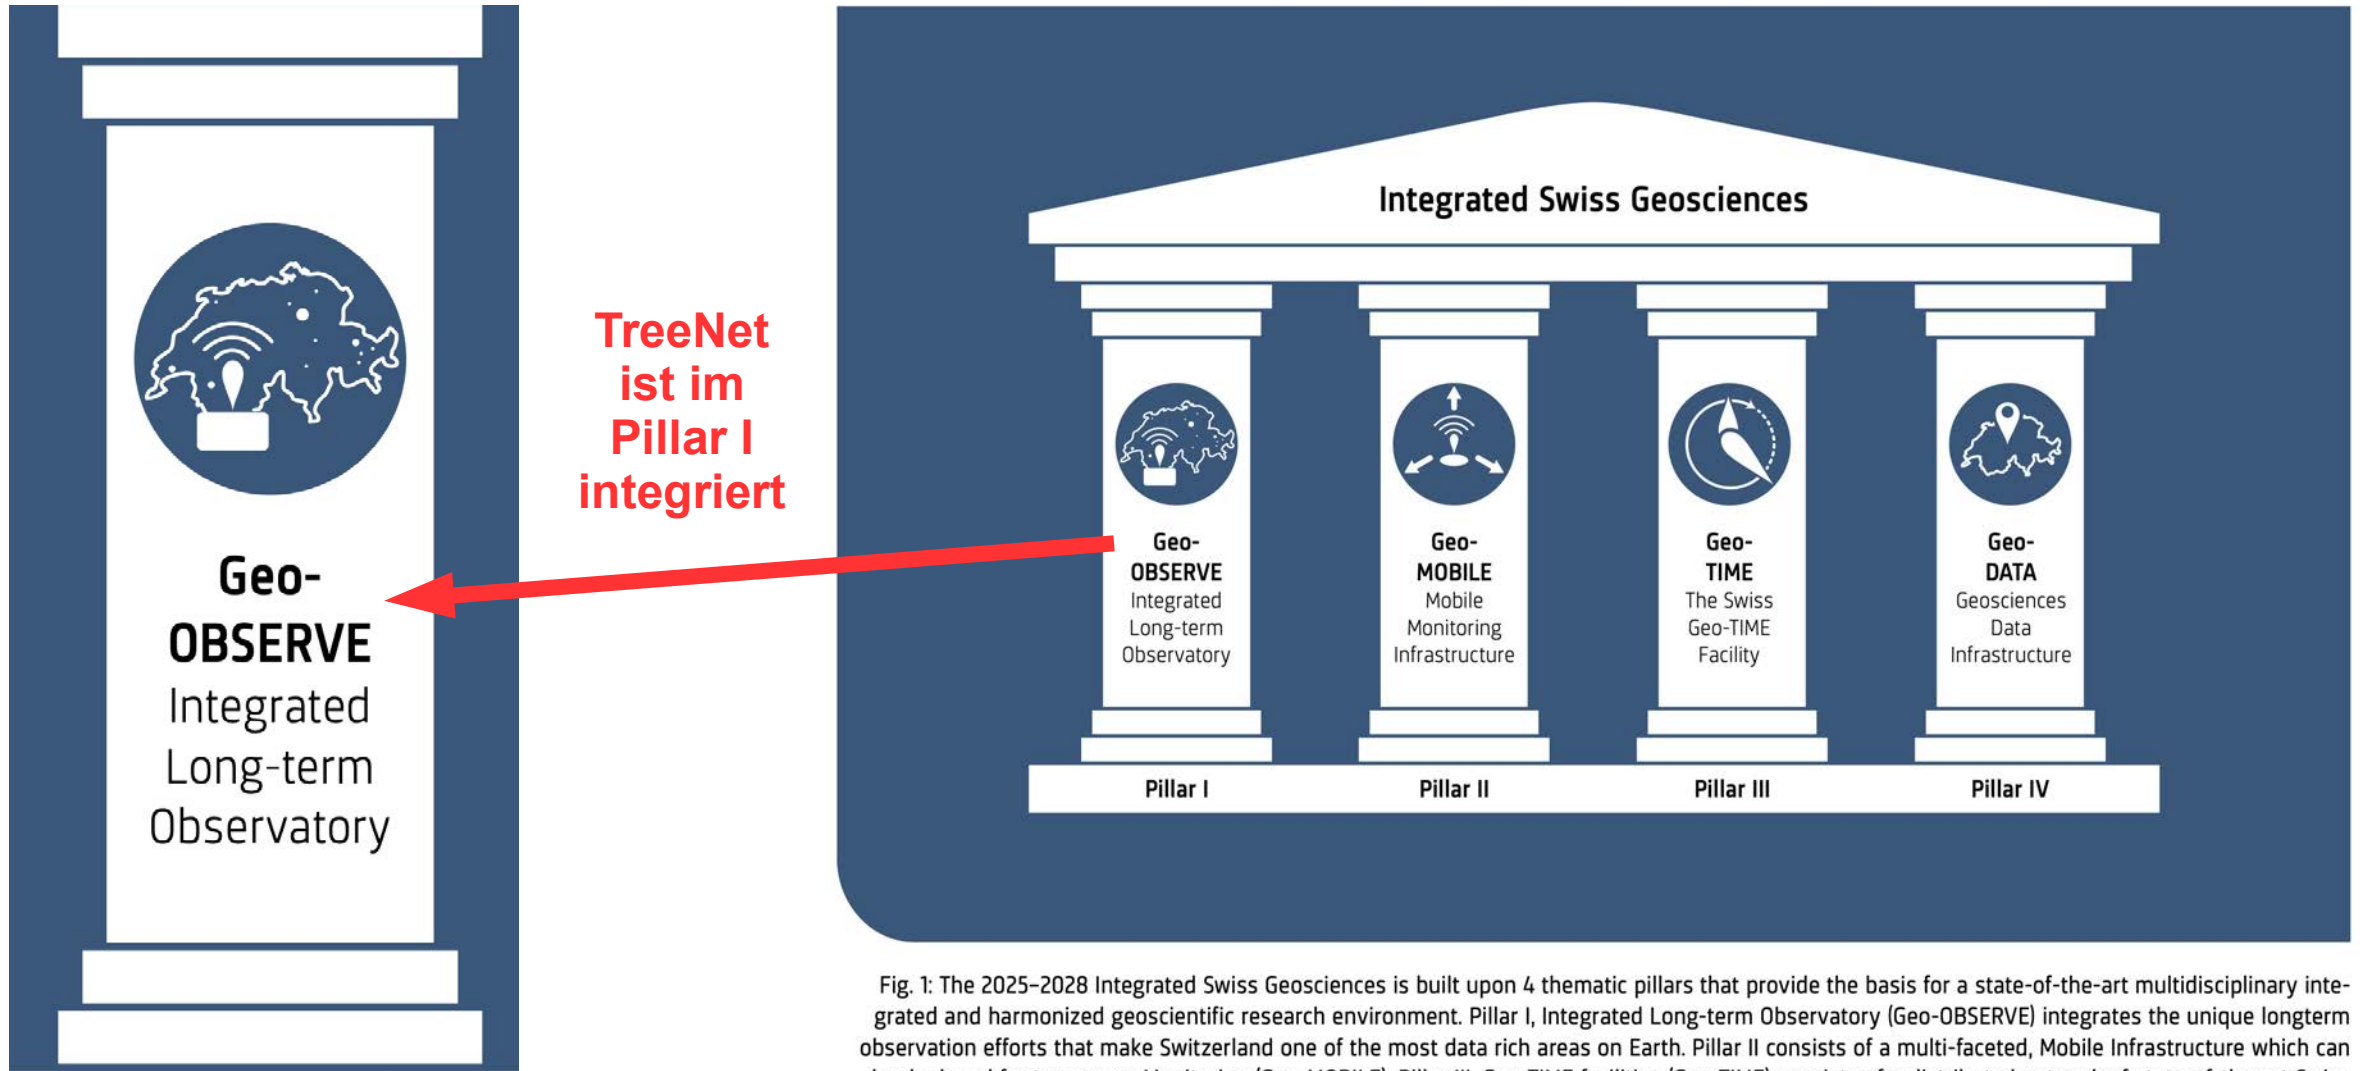 Geo-
OBSERVE
Integrated
Long-term
Observatory
TreeNet
ist im
Pillar I
integriert
Integrated Swiss Geosciences
Geo-
OBSERVE
Integrated
Long-term
Observatory
Geo-
MOBILE
Mobile
Monitoring
Infrastructure
Geo-
TIME
The Swiss
Geo-TIME
Facility
Geo-
DATA
Geosciences
Data
Infrastructure
Pillar I
Pillar II
Pillar III
Pillar IV
Fig. 1: The 2025–2028 Integrated Swiss Geosciences is built upon 4 thematic pillars that provide the basis for a state-of-the-art multidisciplinary inte-
grated and harmonized geoscientific research environment. Pillar I, Integrated Long-term Observatory (Geo-OBSERVE) integrates the unique longterm
observation efforts that make Switzerland one of the most data rich areas on Earth. Pillar II consists of a multi-faceted, Mobile Infrastructure which can